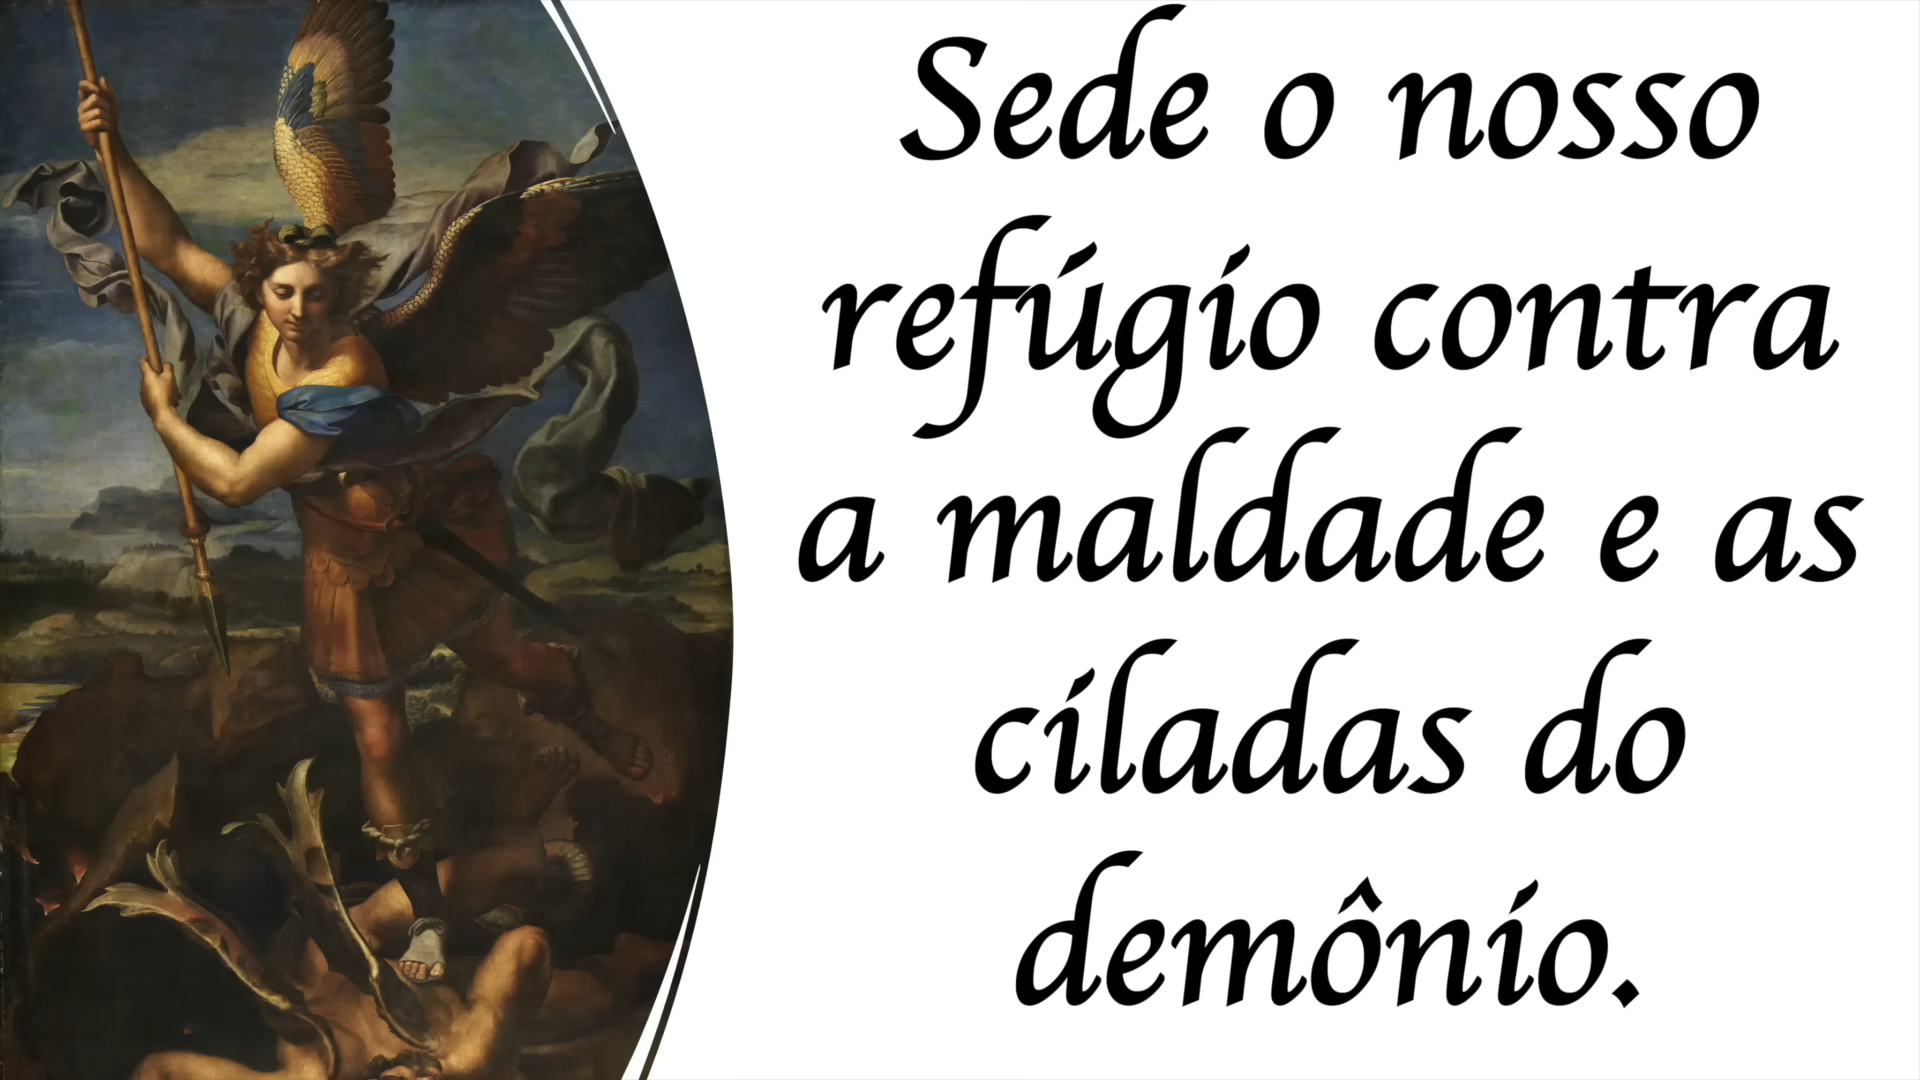 Sede o nosso
refúgio contra
a maldade e as
ciladas do
demônio.